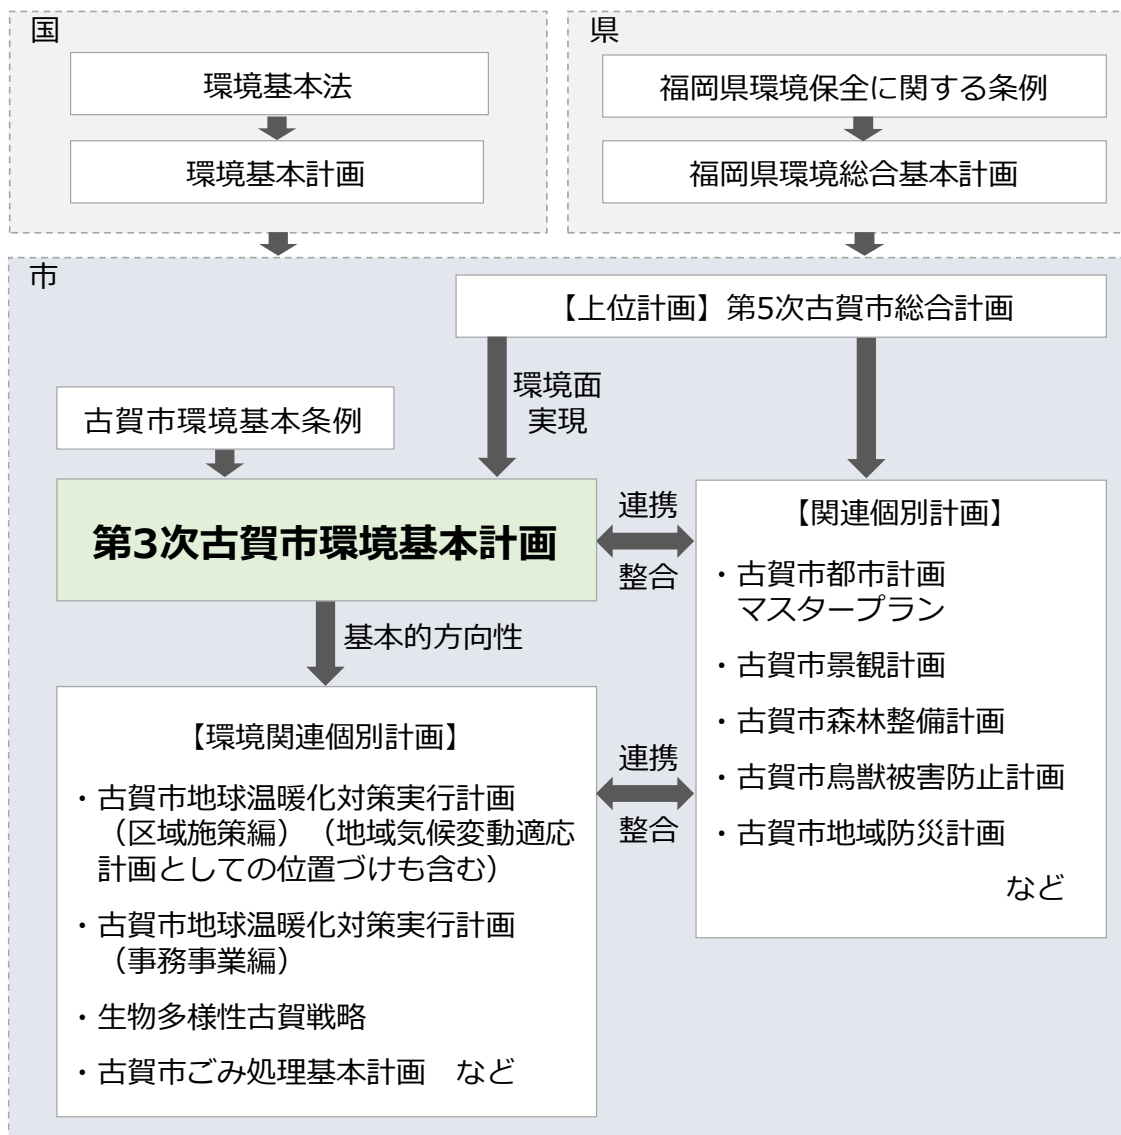 国
環境基本法
環境基本計画
県
福岡県環境保全に関する条例
福岡県環境総合基本計画
市
【上位計画】第5次古賀市総合計画
環境面
実現
古賀市環境基本条例
第3次古賀市環境基本計画
連携
整合
基本的方向性
【環境関連個別計画】
・古賀市地球温暖化対策実行計画
（区域施策編）（地域気候変動適応
計画としての位置づけも含む）
・古賀市地球温暖化対策実行計画
（事務事業編）
・生物多様性古賀戦略
・古賀市ごみ処理基本計画　など
連携
整合
【関連個別計画】
・古賀市都市計画
マスタープラン
・古賀市景観計画
・古賀市森林整備計画
・古賀市鳥獣被害防止計画
・古賀市地域防災計画
など